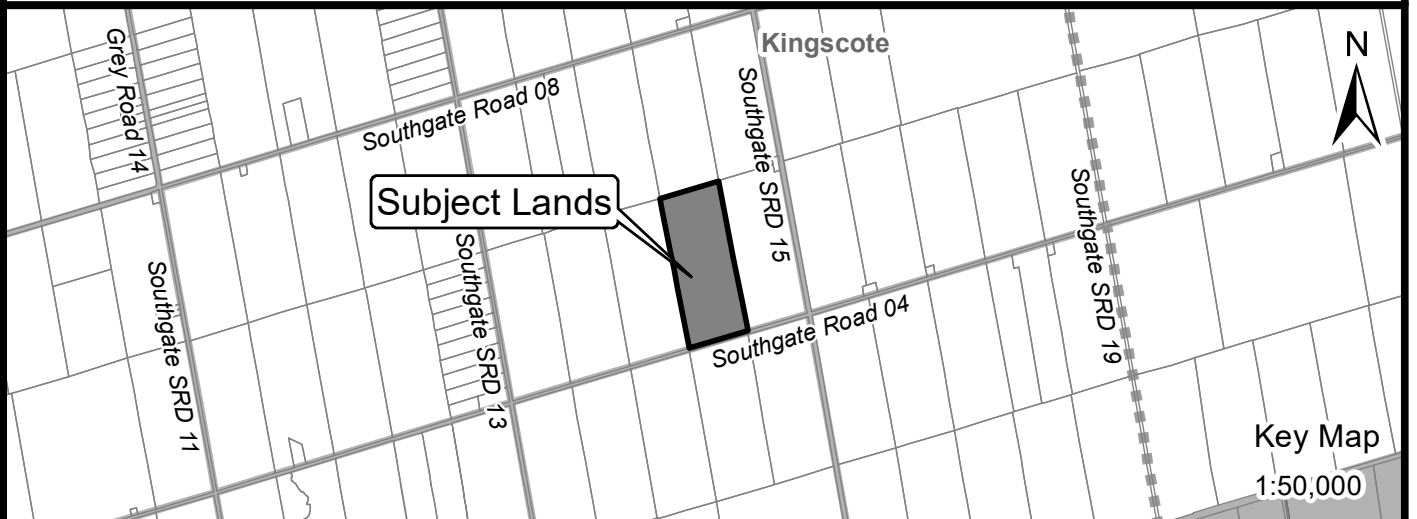 Kingscote
N
Grey Road 14
Southgate Road 08
Southgate SRD 15
Subject Lands
Southgate SRD 19
Southgate SRD 13
Southgate SRD 11
Southgate Road 04
Key Map
1:50,000